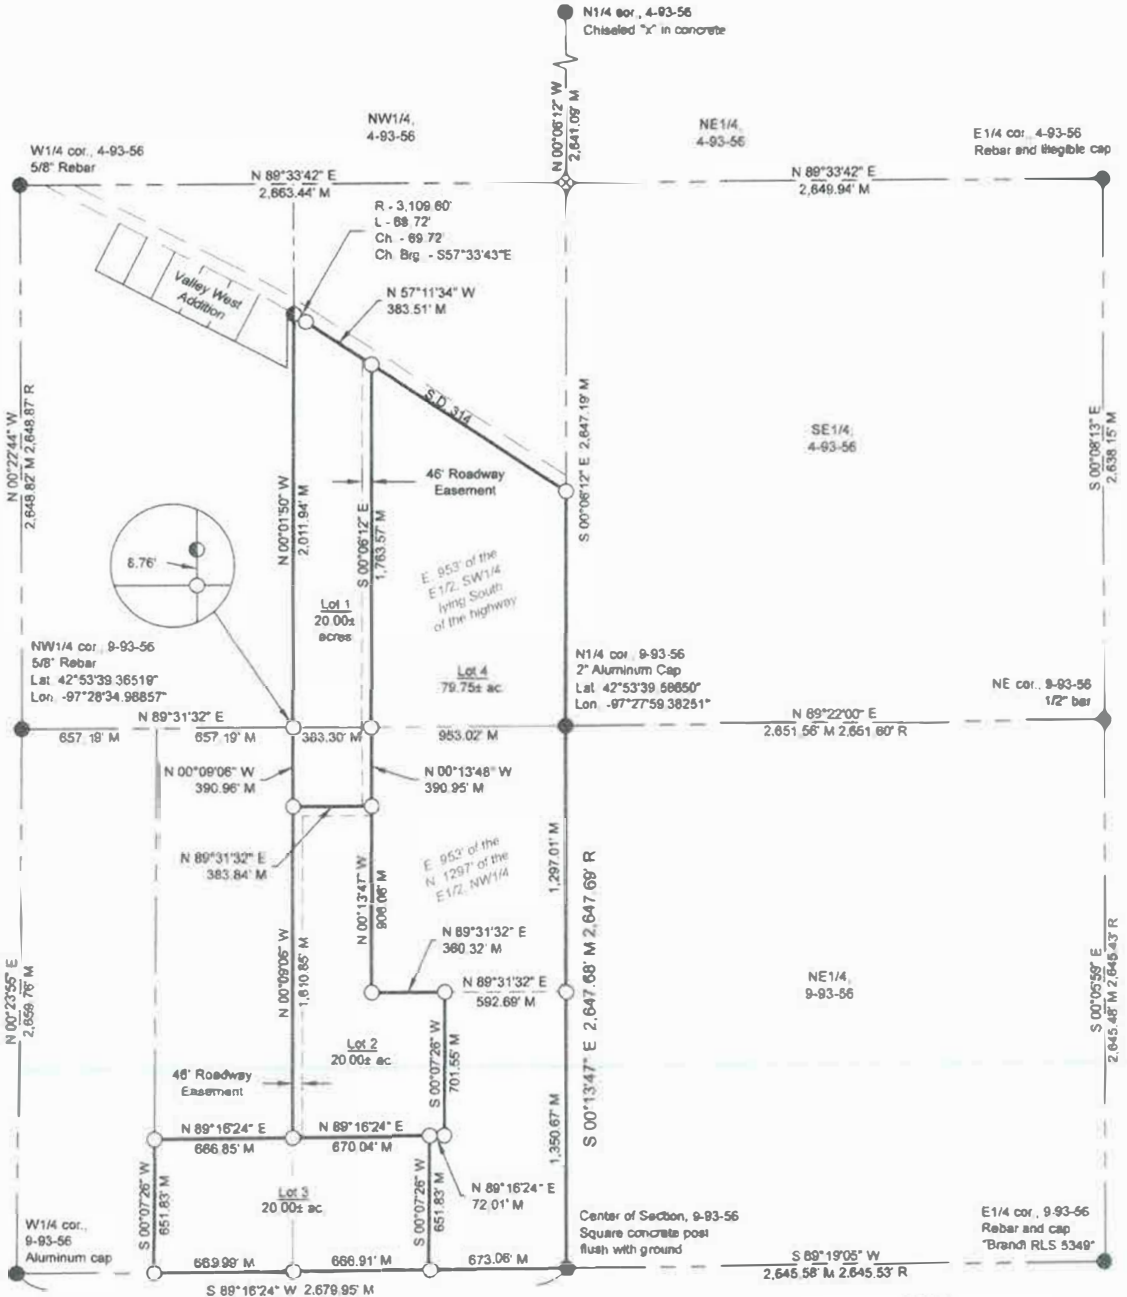 N1/4 cor., 4-93-56
Chiseled "x" in concrete
N 00°06'12" W
2,641.09' M
NW1/4,
4-93-56
NE1/4,
4-93-56
W1/4 cor., 4-93-56
5/8" Rebar
E1/4 cor., 4-93-56
Rebar and illegible cap
N 89°33'42" E
2,663.44' M
N 89°33'42" E
2,649.94' M
R - 3,109.60'
L - 69.72'
Ch. - 69.72'
Ch. Brg. - S57°33'43"E
Valley West
Addition
N 57°11'34" W
383.51' M
S.D. 314
N 00°22'44" W
2,648.82' M 2,648.87' R
S 00°06'12" E 2,647.19' M
SE1/4,
4-93-56
S 00°08'13" E
2,638.15' M
46' Roadway
Easement
N 00°01'50" W
2,011.94' M
S 00°06'12" E
1,763.57' M
8.76'
E. 953' of the
E1/2, SW1/4
lying South
of the highway
Lot 1
20.00±
acres
NW1/4 cor., 9-93-56
5/8" Rebar
Lat. 42°53'39.36519"
Lon. -97°28'34.98857"
Lot 4
79.75± ac.
N1/4 cor., 9-93-56
2" Aluminum Cap
Lat. 42°53'39.58650"
Lon. -97°27'59.38251"
NE cor., 9-93-56
1/2" bar
N 89°31'32" E
657.19' M
657.19' M
383.30' M
953.02' M
N 89°22'00" E
2,651.56' M 2,651.60' R
N 00°09'06" W
390.96' M
N 00°13'48" W
390.95' M
N 89°31'32" E
383.84' M
E. 953' of the
N. 1297' of the
E1/2, NW1/4
N 00°13'47" W
906.06' M
1,297.01' M
N 00°09'06" W
1,610.85' M
N 89°31'32" E
360.32' M
N 89°31'32" E
592.69' M
S 00°13'47" E 2,647.68' M 2,647.69' R
N 00°23'55" E
2,659.76' M
NE1/4,
9-93-56
S 00°05'59" E
2,645.48' M 2,645.43' R
Lot 2
20.00± ac.
46' Roadway
Easement
S 00°07'26" W
701.55' M
1,350.67' M
N 89°16'24" E
666.85' M
N 89°16'24" E
670.04' M
S 00°07'26" W
651.83' M
S 00°07'26" W
651.83' M
N 89°16'24" E
72.01' M
Lot 3
20.00± ac.
W1/4 cor.,
9-93-56
Aluminum cap
Center of Section, 9-93-56
Square concrete post
flush with ground
E1/4 cor., 9-93-56
Rebar and cap
"Brandt RLS 5349"
669.99' M
666.91' M
673.06' M
S 89°16'24" W 2,679.95' M
S 89°19'05" W
2,645.58' M 2,645.53' R